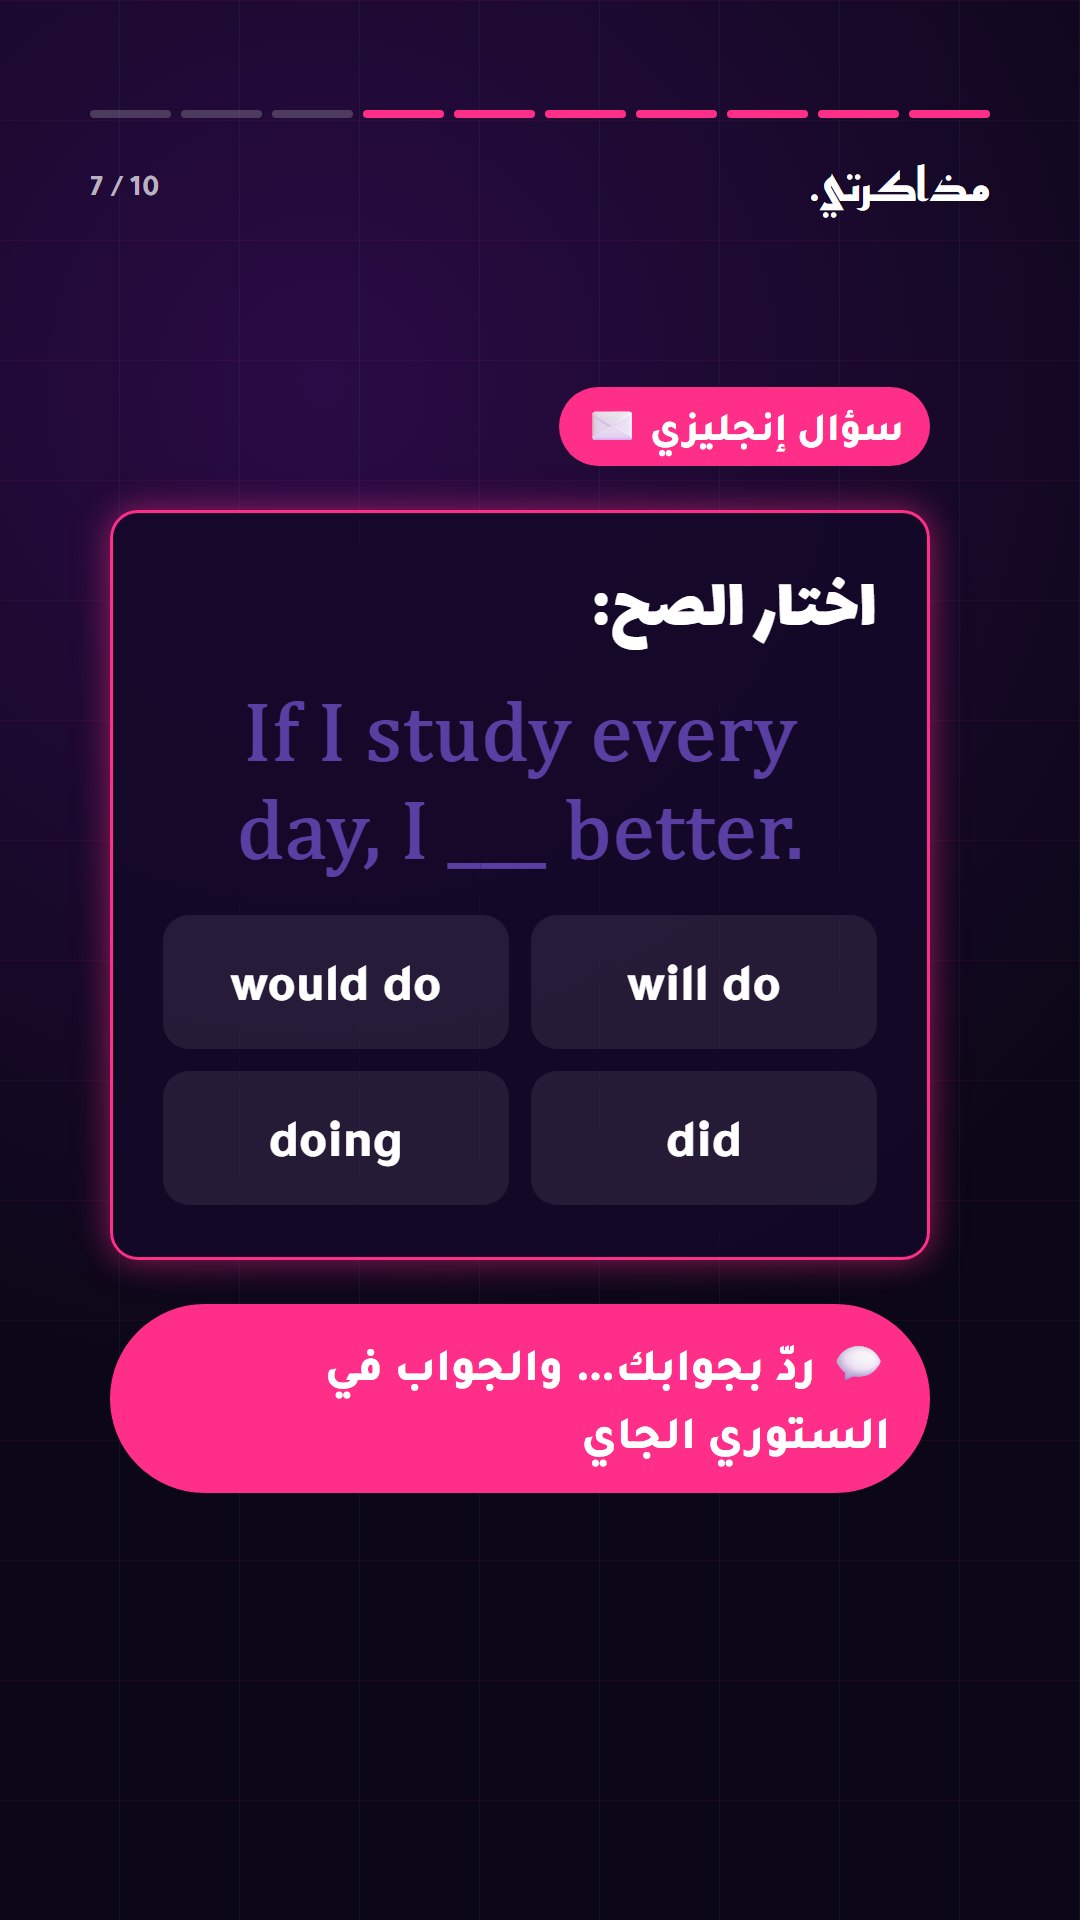 مذاكرتي.
7 / 10
سؤال إنجليزي
اختار الصح:
If I study every
day, I ___ better.
will do
would do
did
doing
ردّ بجوابك... والجواب في
الستوري الجاي